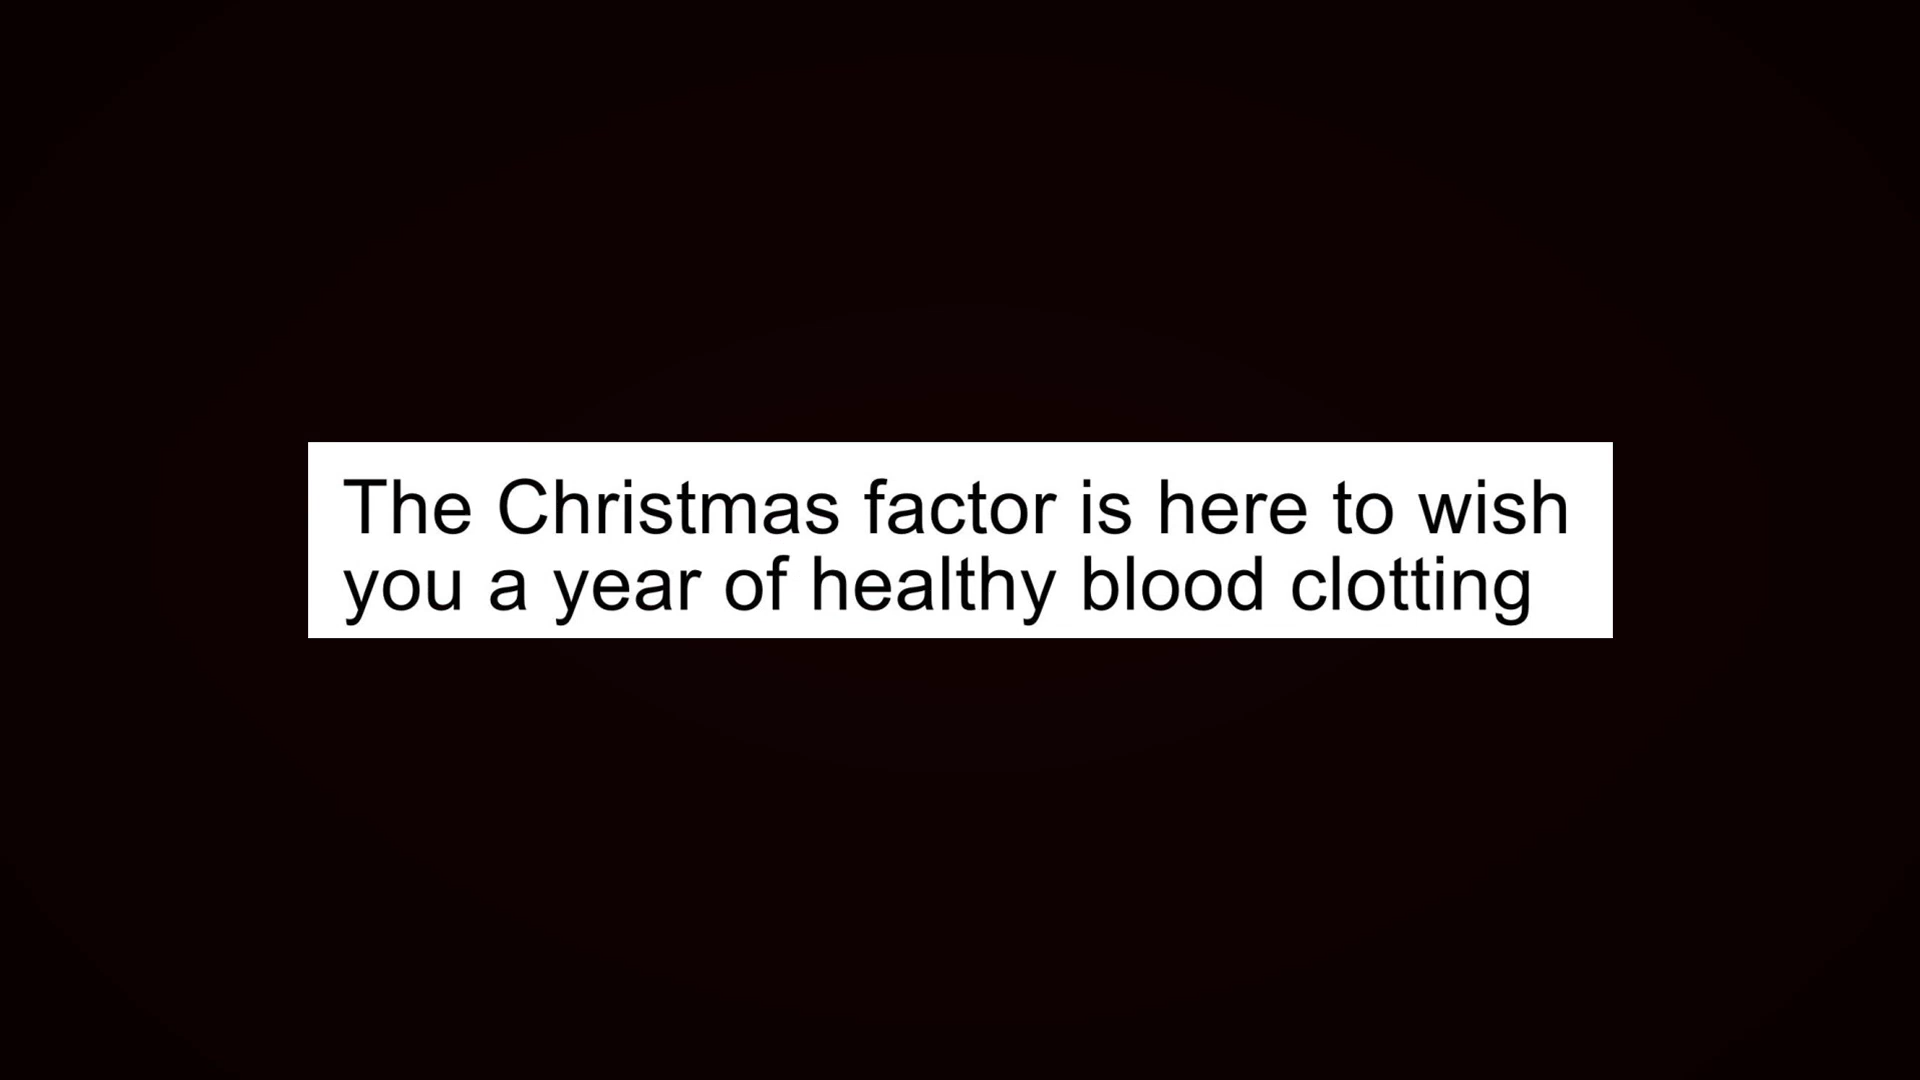 The Christmas factor is here to wish
you a year of healthy blood clotting